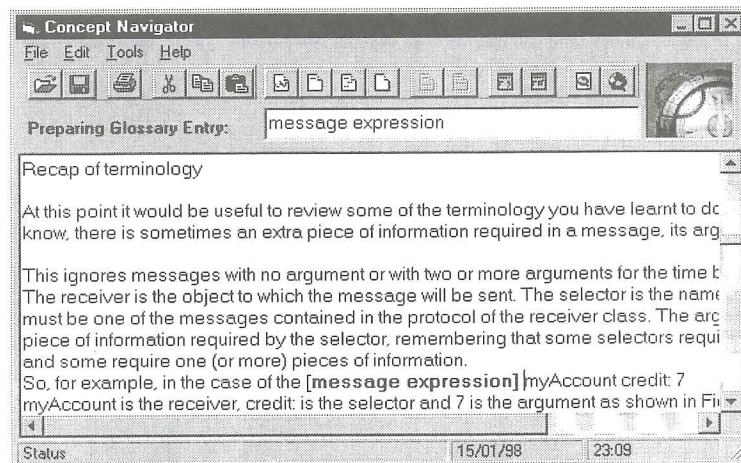 Concept Navigator
File Edit Tools Help
Preparing Glossary Entry: message expression
Recap of terminology
At this point it would be useful to review some of the terminology you have learnt to dc
know, there is sometimes an extra piece of information required in a message, its arg
This ignores messages with no argument or with two or more arguments for the time b
The receiver is the object to which the message will be sent. The selector is the name
must be one of the messages contained in the protocol of the receiver class. The arg
piece of information required by the selector, remembering that some selectors requi
and some require one (or more) pieces of information.
So, for example, in the case of the [message expression] myAccount credit: 7
myAccount is the receiver, credit: is the selector and 7 is the argument as shown in Fi
Status 15/01/98 23:09